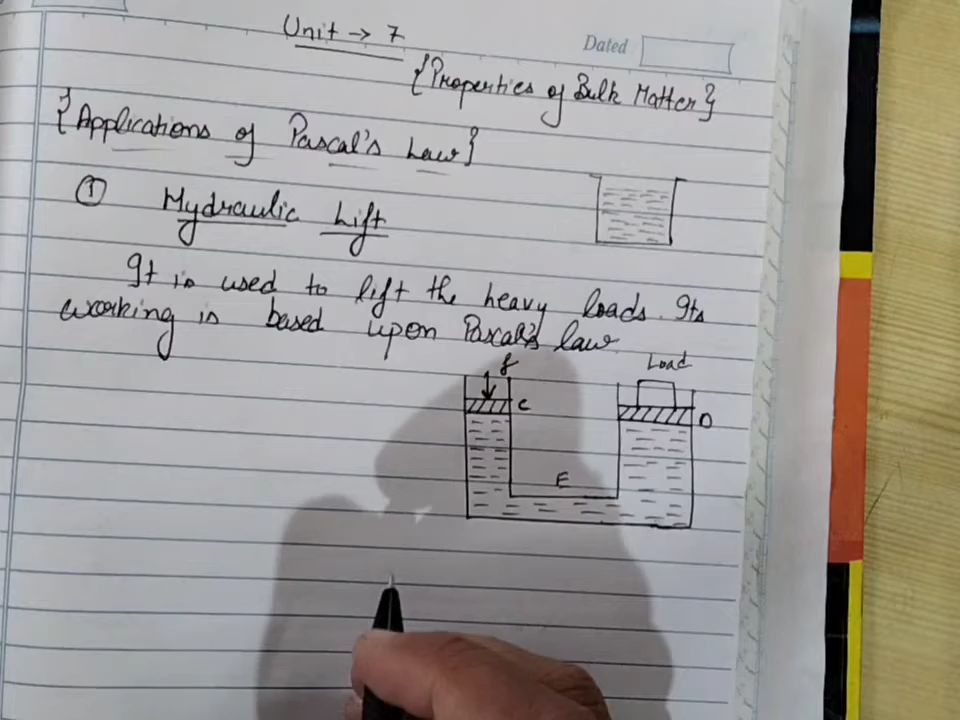 Unit → 7
Dated
{Properties of Bulk Matter}
{Applications of Pascal's Law}
① Hydraulic Lift
It is used to lift the heavy loads. Its
working is based upon Pascal's law.
f
Load
C
D
E